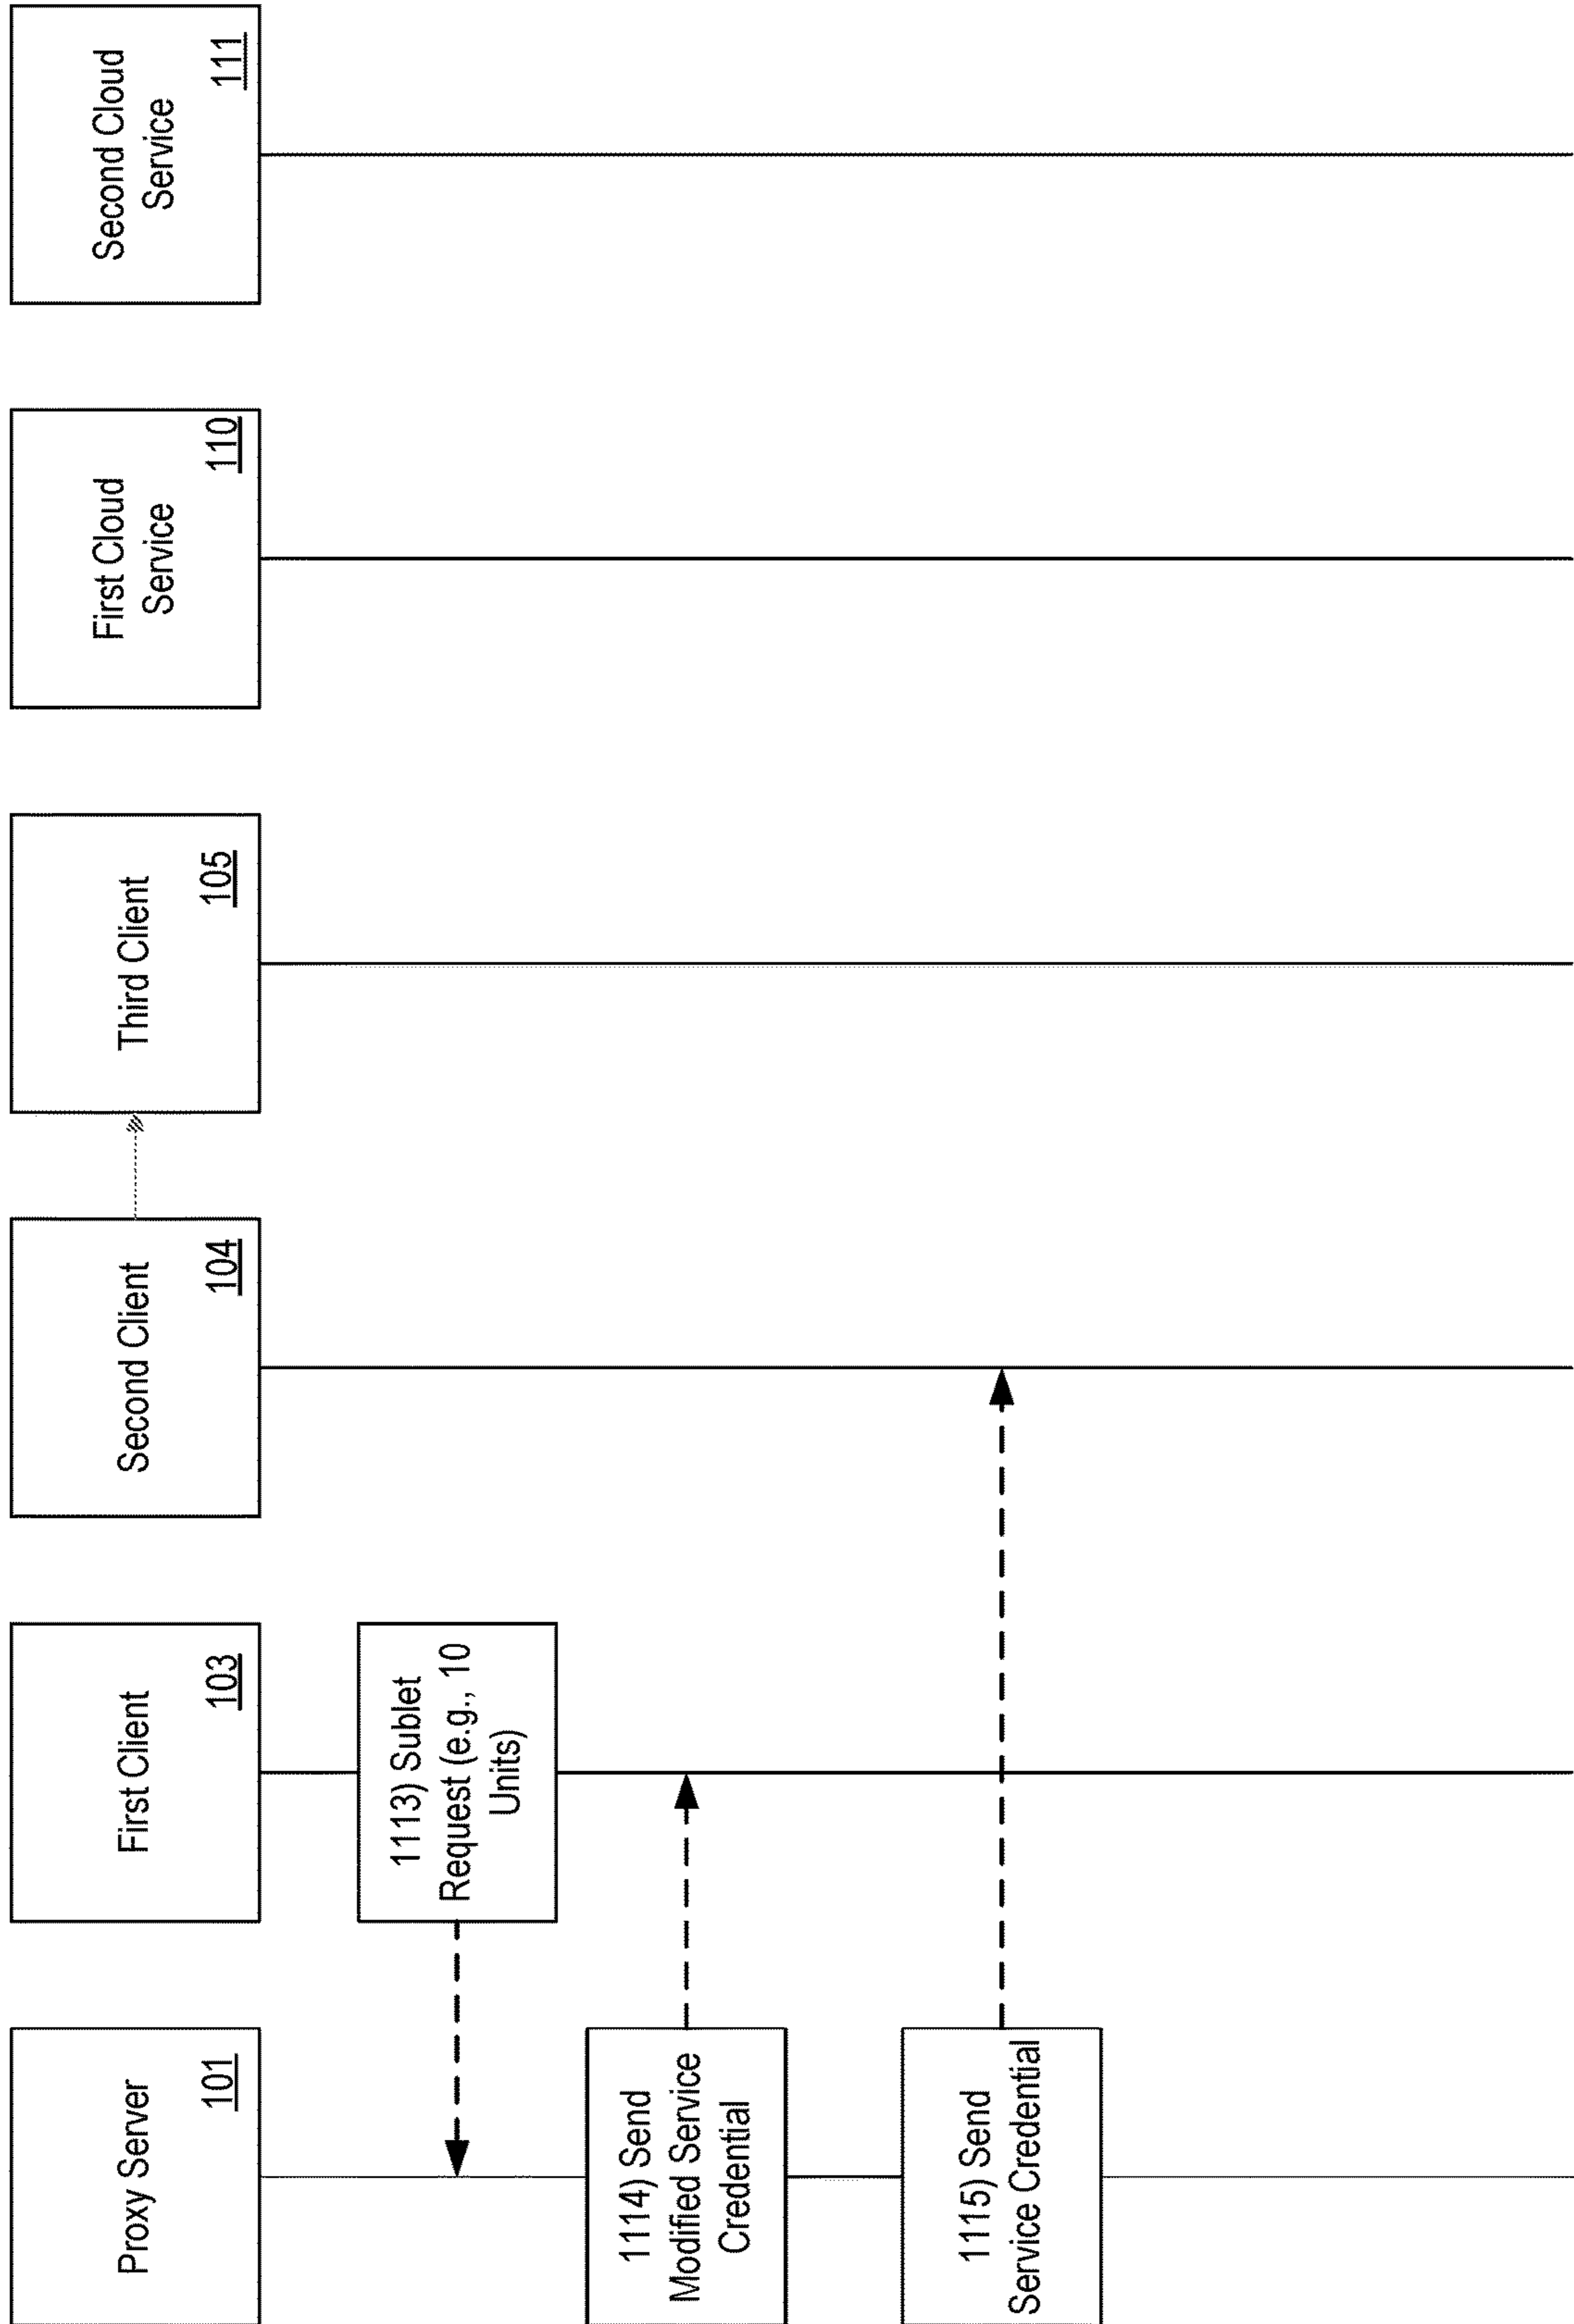 Proxy Server
101
First Client
103
Second Client
104
Third Client
105
First Cloud
Service
110
Second Cloud
Service
111
1113) Sublet
Request (e.g., 10
Units)
1114) Send
Modified Service
Credential
1115) Send
Service Credential